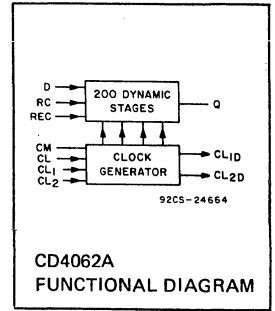 D
RC
REC
200 DYNAMIC
STAGES
Q
CM
CL
CL1
CL2
CLOCK
GENERATOR
CL1D
CL2D
92CS-24664
CD4062A
FUNCTIONAL DIAGRAM